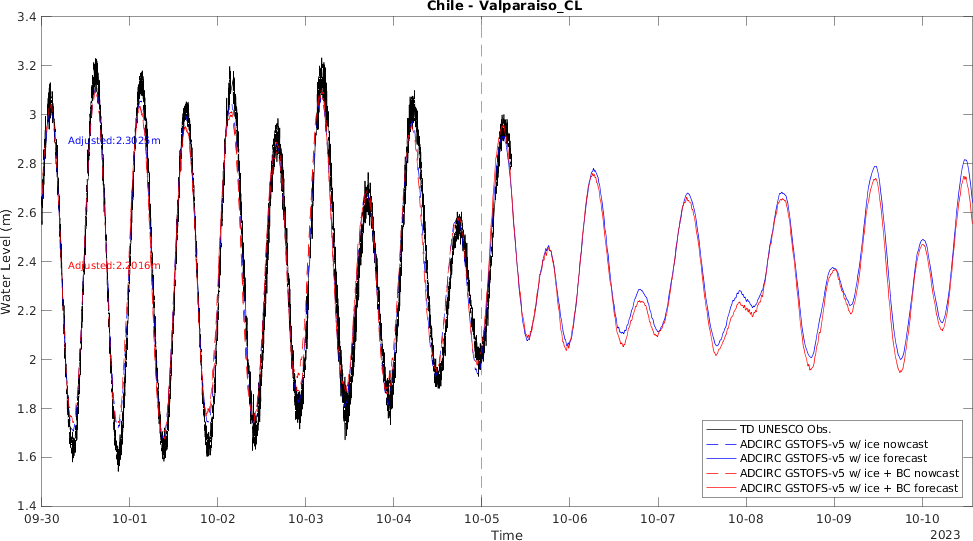 Chile - Valparaiso_CL
3.4
3.2
3
2.8
2.6
2.4
2.2
2
1.8
1.6
1.4
Water Level (m)
Adjusted:2.3025m
Adjusted:2.2016m
TD UNESCO Obs.
ADCIRC GSTOFS-v5 w/ ice nowcast
ADCIRC GSTOFS-v5 w/ ice forecast
ADCIRC GSTOFS-v5 w/ ice + BC nowcast
ADCIRC GSTOFS-v5 w/ ice + BC forecast
09-30 10-01 10-02 10-03 10-04 10-05 10-06 10-07 10-08 10-09 10-10
Time
2023